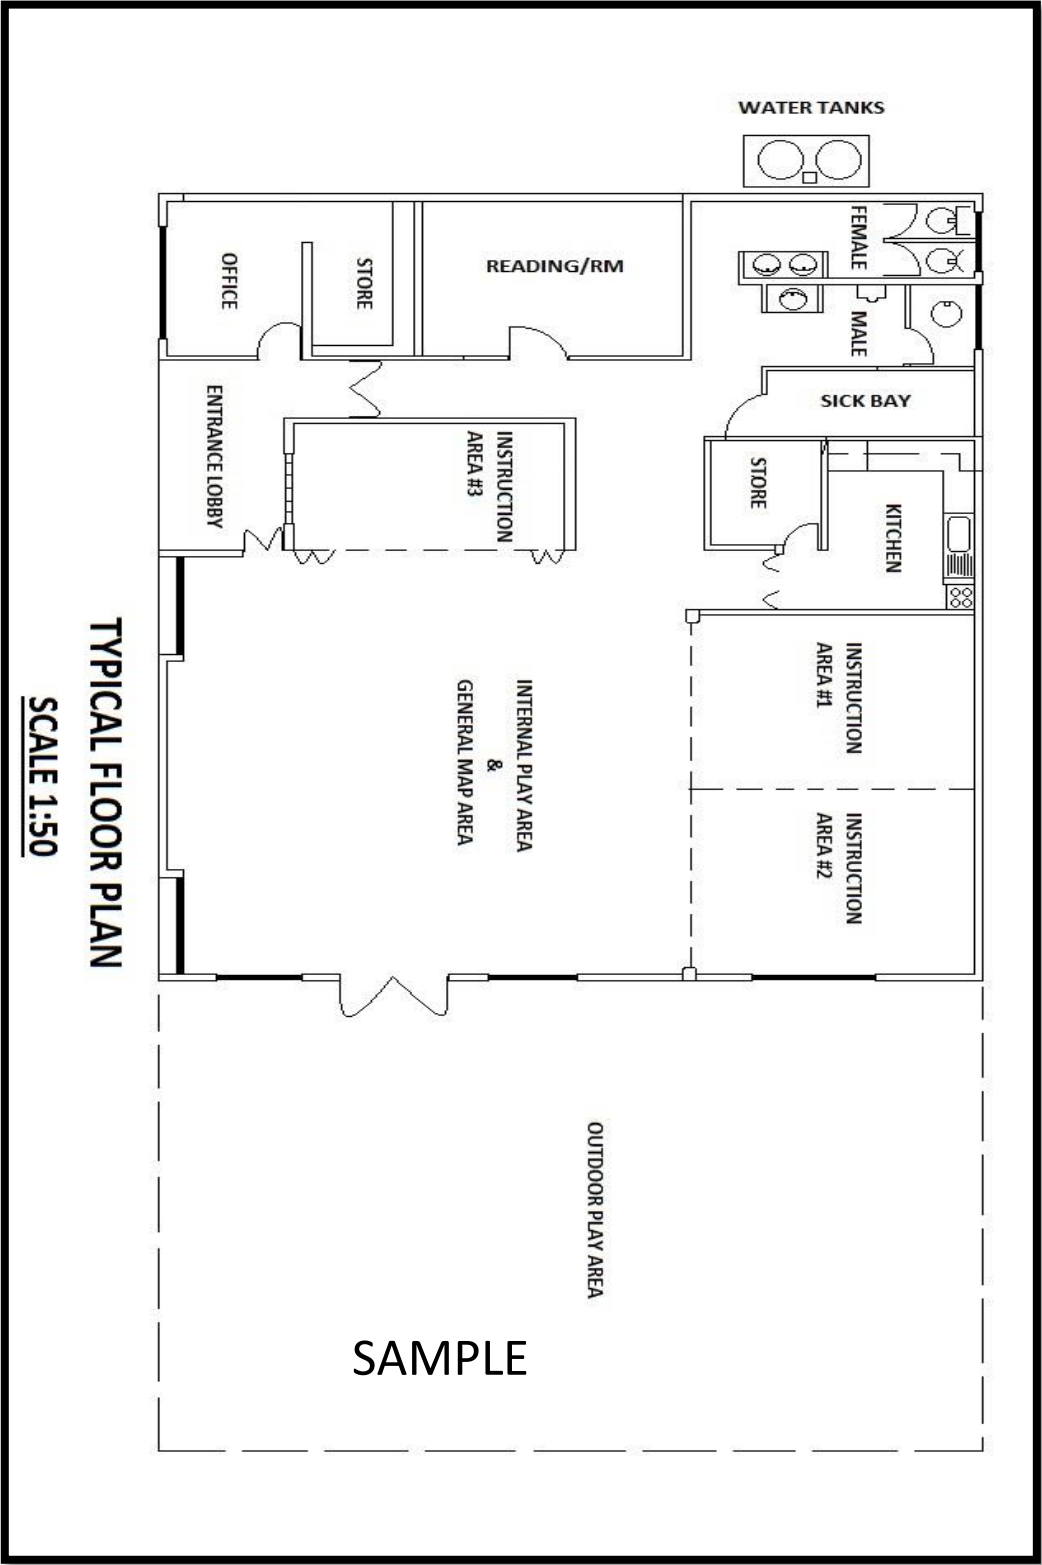 WATER TANKS
FEMALE
OFFICE
STORE
READING/RM
MALE
SICK BAY
ENTRANCE LOBBY
INSTRUCTION
AREA #3
STORE
KITCHEN
INSTRUCTION
AREA #1
INTERNAL PLAY AREA
&
GENERAL MAP AREA
INSTRUCTION
AREA #2
TYPICAL FLOOR PLAN
SCALE 1:50
OUTDOOR PLAY AREA
SAMPLE